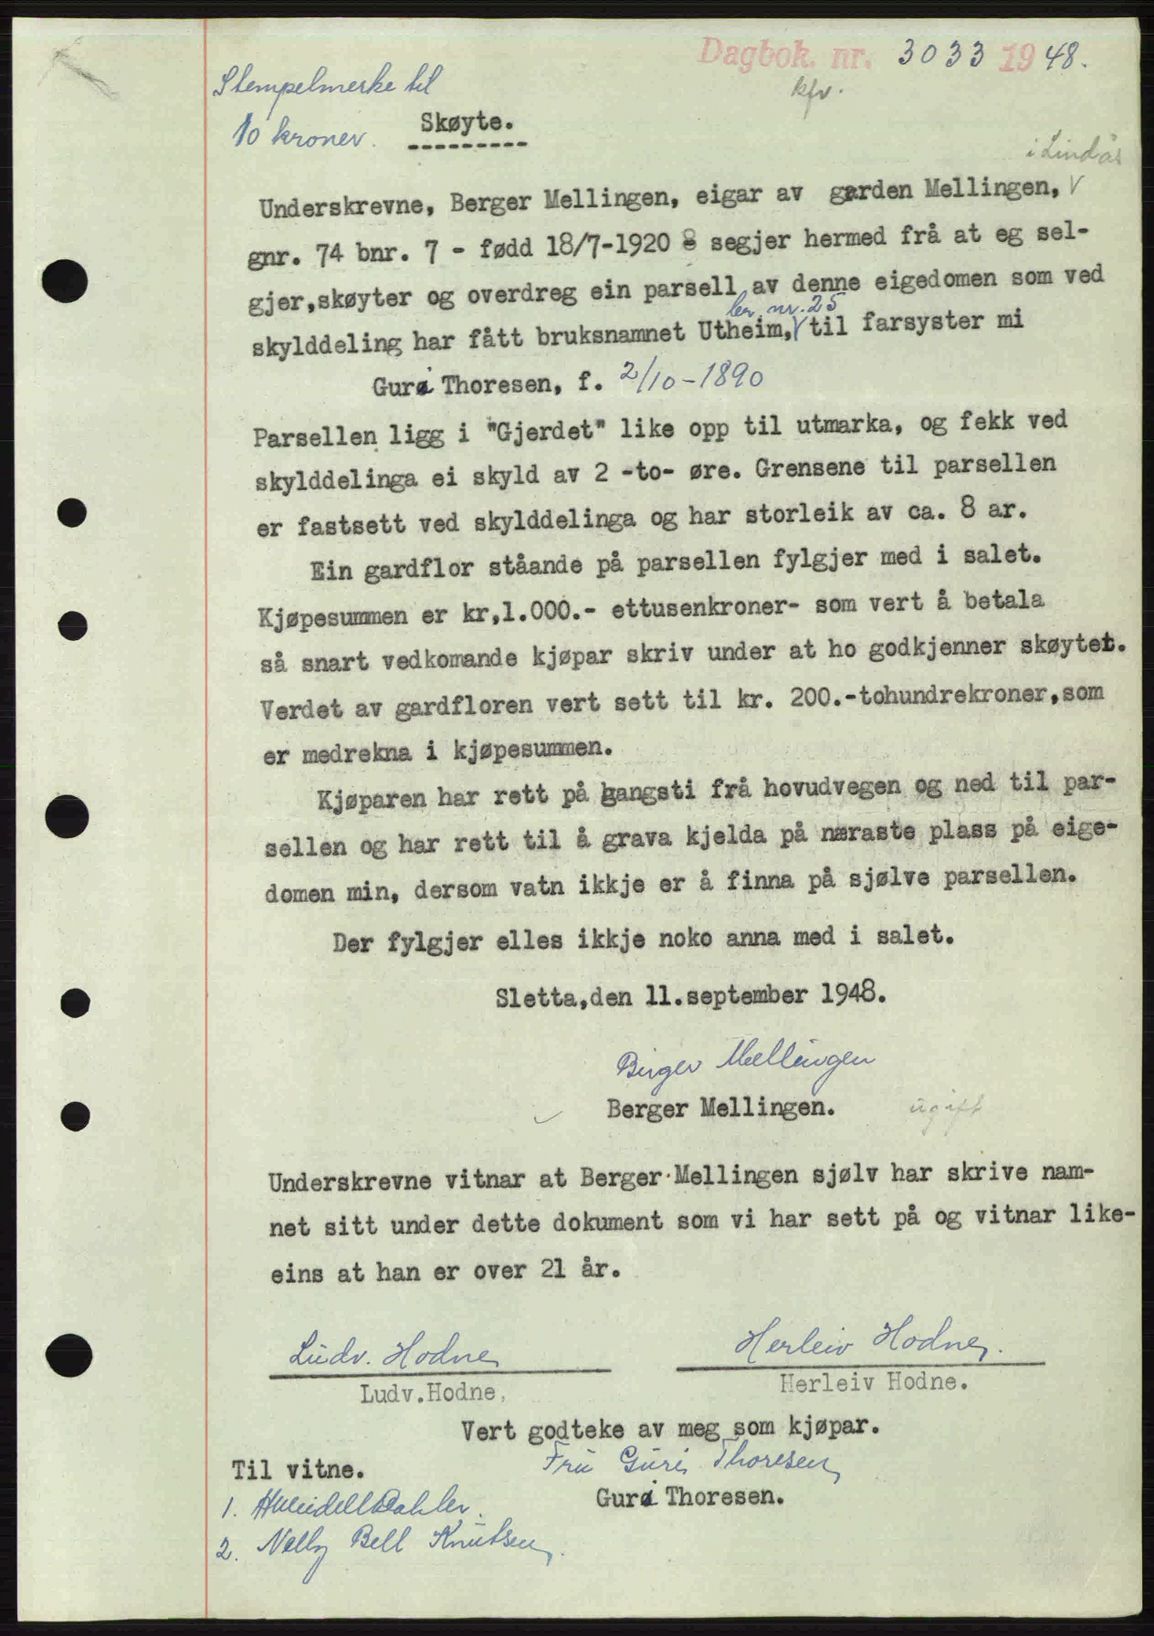 Dagbok. nr. 3033 1948.
kfv.
Stempelmerke til
10 kroner.
Skøyte.
i Lindås
Underskrevne, Berger Mellingen, eigar av garden Mellingen,
gnr. 74 bnr. 7 - fødd 18/7-1920 segjer hermed frå at eg sel-
gjer,skøyter og overdreg ein parsell av denne eigedomen som ved
br. nr. 25
skylddeling har fått bruksnamnet Utheim, til farsyster mi
Guri Thoresen, f. 2/10-1890
Parsellen ligg i "Gjerdet" like opp til utmarka, og fekk ved
skylddelinga ei skyld av 2 -to- øre. Grensene til parsellen
er fastsett ved skylddelinga og har storleik av ca. 8 ar.
Ein gardflor ståande på parsellen fylgjer med i salet.
Kjøpesummen er kr,1.000.- ettusenkroner- som vert å betala
så snart vedkomande kjøpar skriv under at ho godkjenner skøytet.
Verdet av gardfloren vert sett til kr. 200.-tohundrekroner,som
er medrekna i kjøpesummen.
Kjøparen har rett på gangsti frå hovudvegen og ned til par-
sellen og har rett til å grava kjelda på næraste plass på eige-
domen min, dersom vatn ikkje er å finna på sjølve parsellen.
Der fylgjer elles ikkje noko anna med i salet.
Sletta,den 11.september 1948.
Birger Mellingen
Berger Mellingen. ugift
Underskrevne vitnar at Berger Mellingen sjølv har skrive nam-
net sitt under dette dokument som vi har sett på og vitnar like-
eins at han er over 21 år.
Ludv. Hodne Herleiv Hodne.
Ludv.Hodne. Herleiv Hodne.
Vert godteke av meg som kjøpar.
Til vitne. Fru Guri Thoresen
1.
Guri Thoresen.
2. Nelly Bell Knutsen.